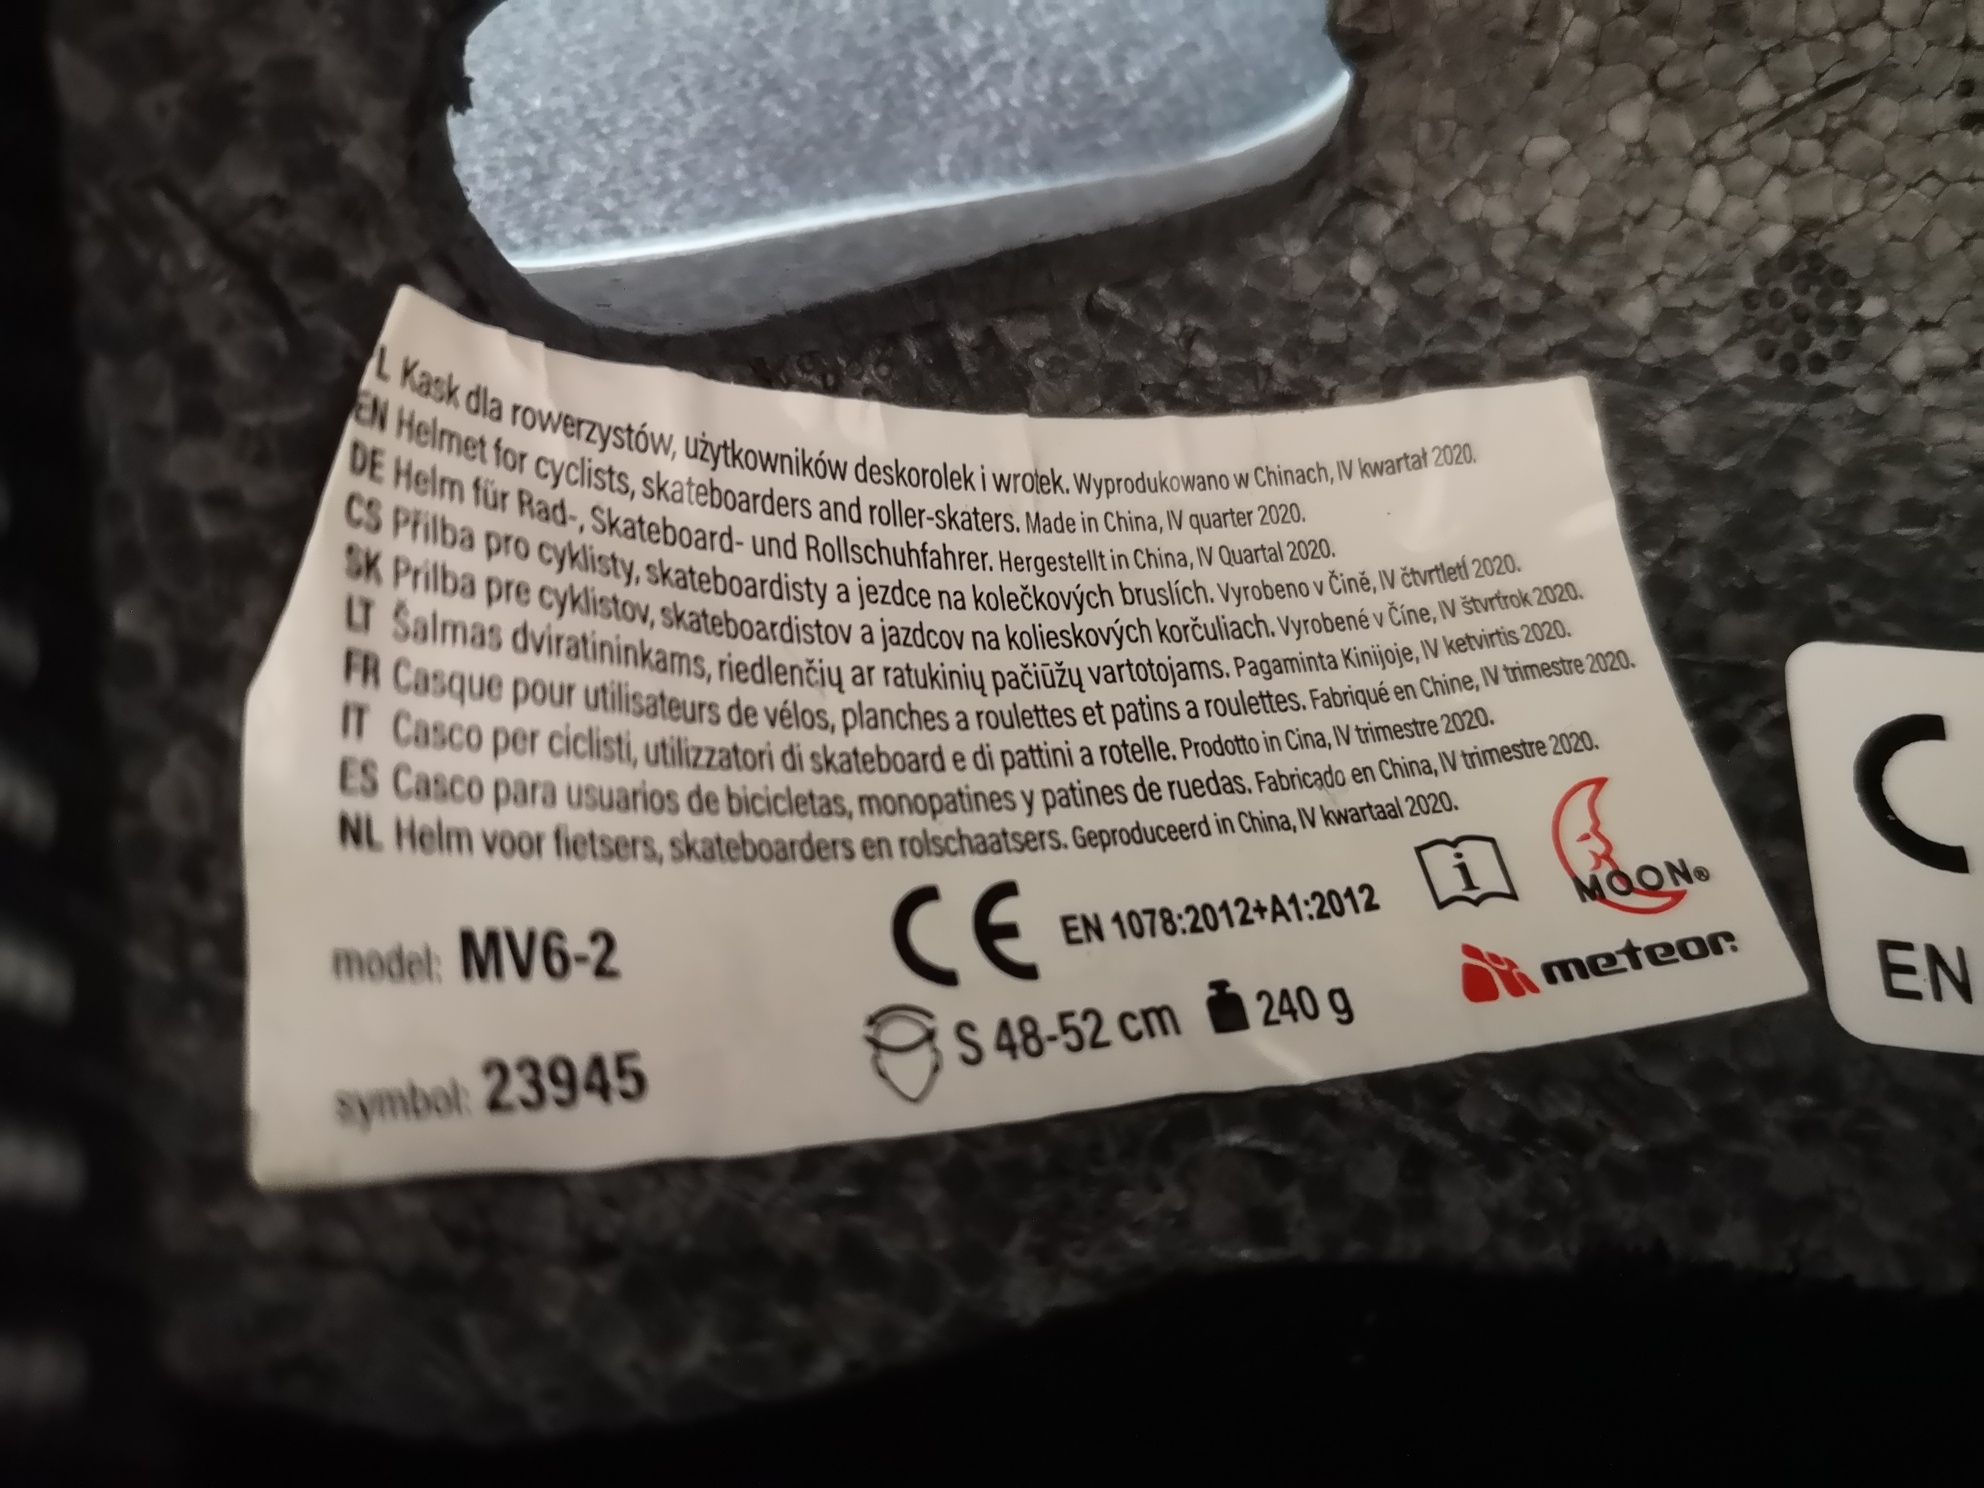 L Kask dla rowerzystów, użytkowników deskorolek i wrotek. Wyprodukowano w Chinach, IV kwartał 2020.
EN Helmet for cyclists, skateboarders and roller-skaters. Made in China, IV quarter 2020.
DE Helm für Rad-, Skateboard- und Rollschuhfahrer. Hergestellt in China, IV Quartal 2020.
CS Přilba pro cyklisty, skateboardisty a jezdce na kolečkových bruslích. Vyrobeno v Čině, IV čtvrtletí 2020.
SK Prilba pre cyklistov, skateboardistov a jazdcov na kolieskových korčuliach. Vyrobené v Číne, IV štvrťrok 2020.
LT Šalmas dviratininkams, riedlenčių ar ratukinių pačiūžų vartotojams. Pagaminta Kinijoje, IV ketvirtis 2020.
FR Casque pour utilisateurs de vélos, planches a roulettes et patins a roulettes. Fabriqué en Chine, IV trimestre 2020.
IT Casco per ciclisti, utilizzatori di skateboard e di pattini a rotelle. Prodotto in Cina, IV trimestre 2020.
ES Casco para usuarios de bicicletas, monopatines y patines de ruedas. Fabricado en China, IV trimestre 2020.
NL Helm voor fietsers, skateboarders en rolschaatsers. Geproduceerd in China, IV kwartaal 2020.
model: MV6-2
CE EN 1078:2012+A1:2012
i
MOON®
meteor
symbol: 23945
S 48-52 cm 240 g
C
EN